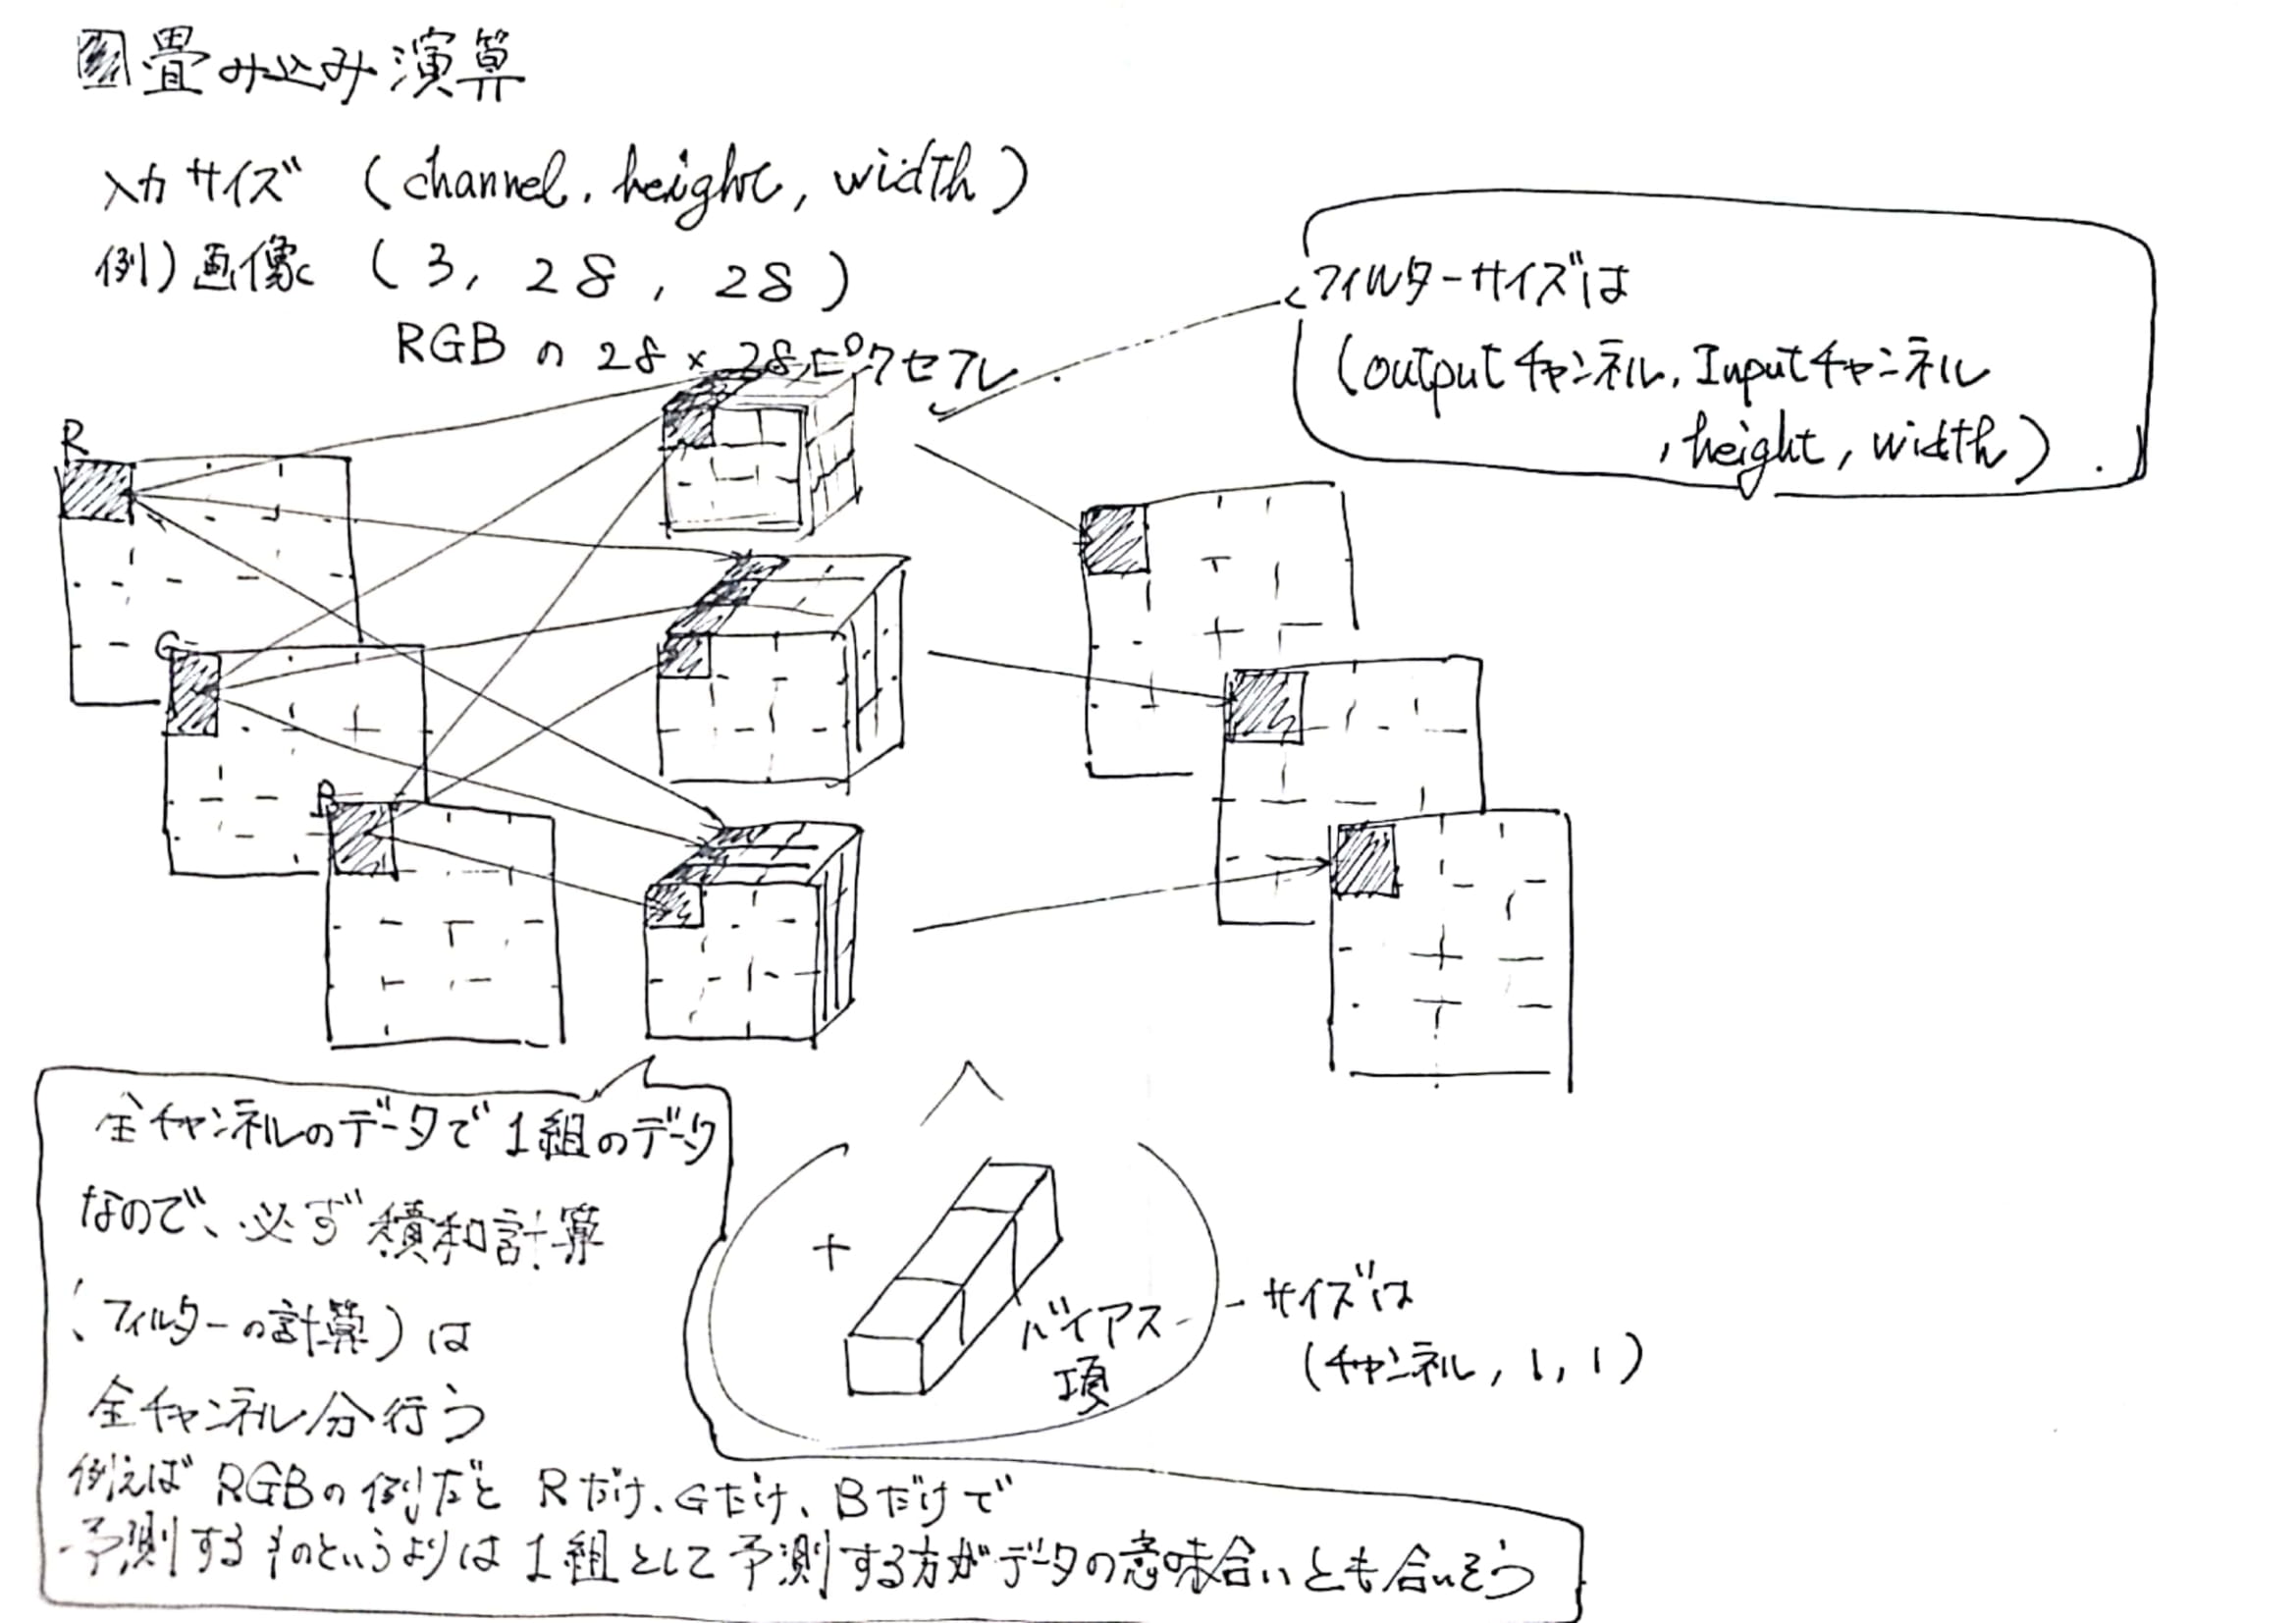 畳み込み演算
入力サイズ (channel, height, width)
例) 画像 (3, 28, 28)
RGB の 28 × 28 ピクセル
フィルターサイズは
(outputチャンネル, Inputチャンネル
, height, width).
R
G
B
全チャンネルのデータで1組のデータ
なので、必ず積和計算
(フィルターの計算) は
全チャンネル分行う
例えば RGBの例だと Rだけ、Gだけ、Bだけで
予測するものというよりは 1組として予測する方がデータの意味合いとも合いそう
+
バイアス
項
サイズは
(チャンネル, 1, 1)